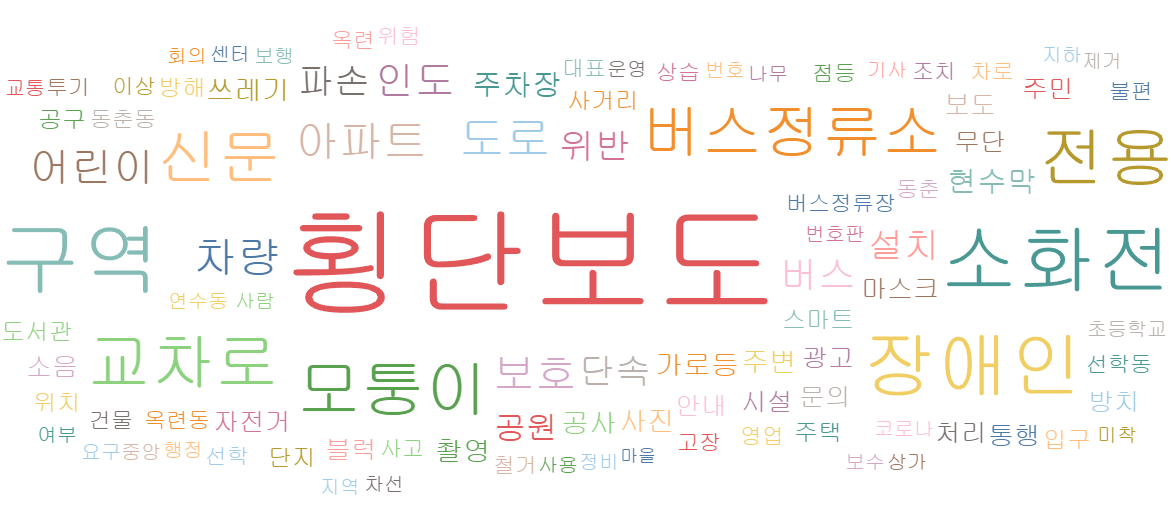 옥련 위험
회의 센터 보행
지하 제거
교통 투기 이상 방해 쓰레기 파손 인도 주차장 대표 운영 상습 번호 나무 점등 기사 조치 차로 주민 불편
공구 동춘동 사거리 보도
어린이 신문 아파트 도로 위반 버스정류소 무단 전용
동춘 현수막
버스정류장
번호판
구역 차량 횡단보도 버스 설치 소화전
마스크
연수동 사람
스마트
도서관 초등학교
소음 교차로 모퉁이 보호 단속 가로등 주변 광고 장애인 선학동
위치 안내 시설 문의 방치
건물 옥련동 자전거 공원 공사 사진
여부 고장 영업 주택 코로나 처리 통행 입구 미착
요구 중앙 행정 선학 단지 블럭 사고 촬영 철거 사용 정비 마을 보수 상가
지역 차선